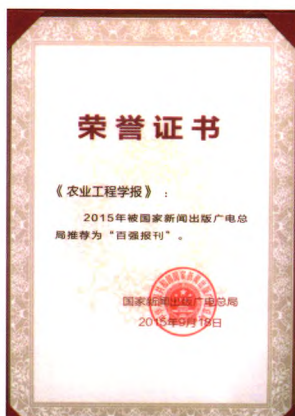 荣誉证书
《农业工程学报》:
2015年被国家新闻出版广电总
局推荐为“百强报刊”。
国家新闻出版广电总局
2015年9月18日